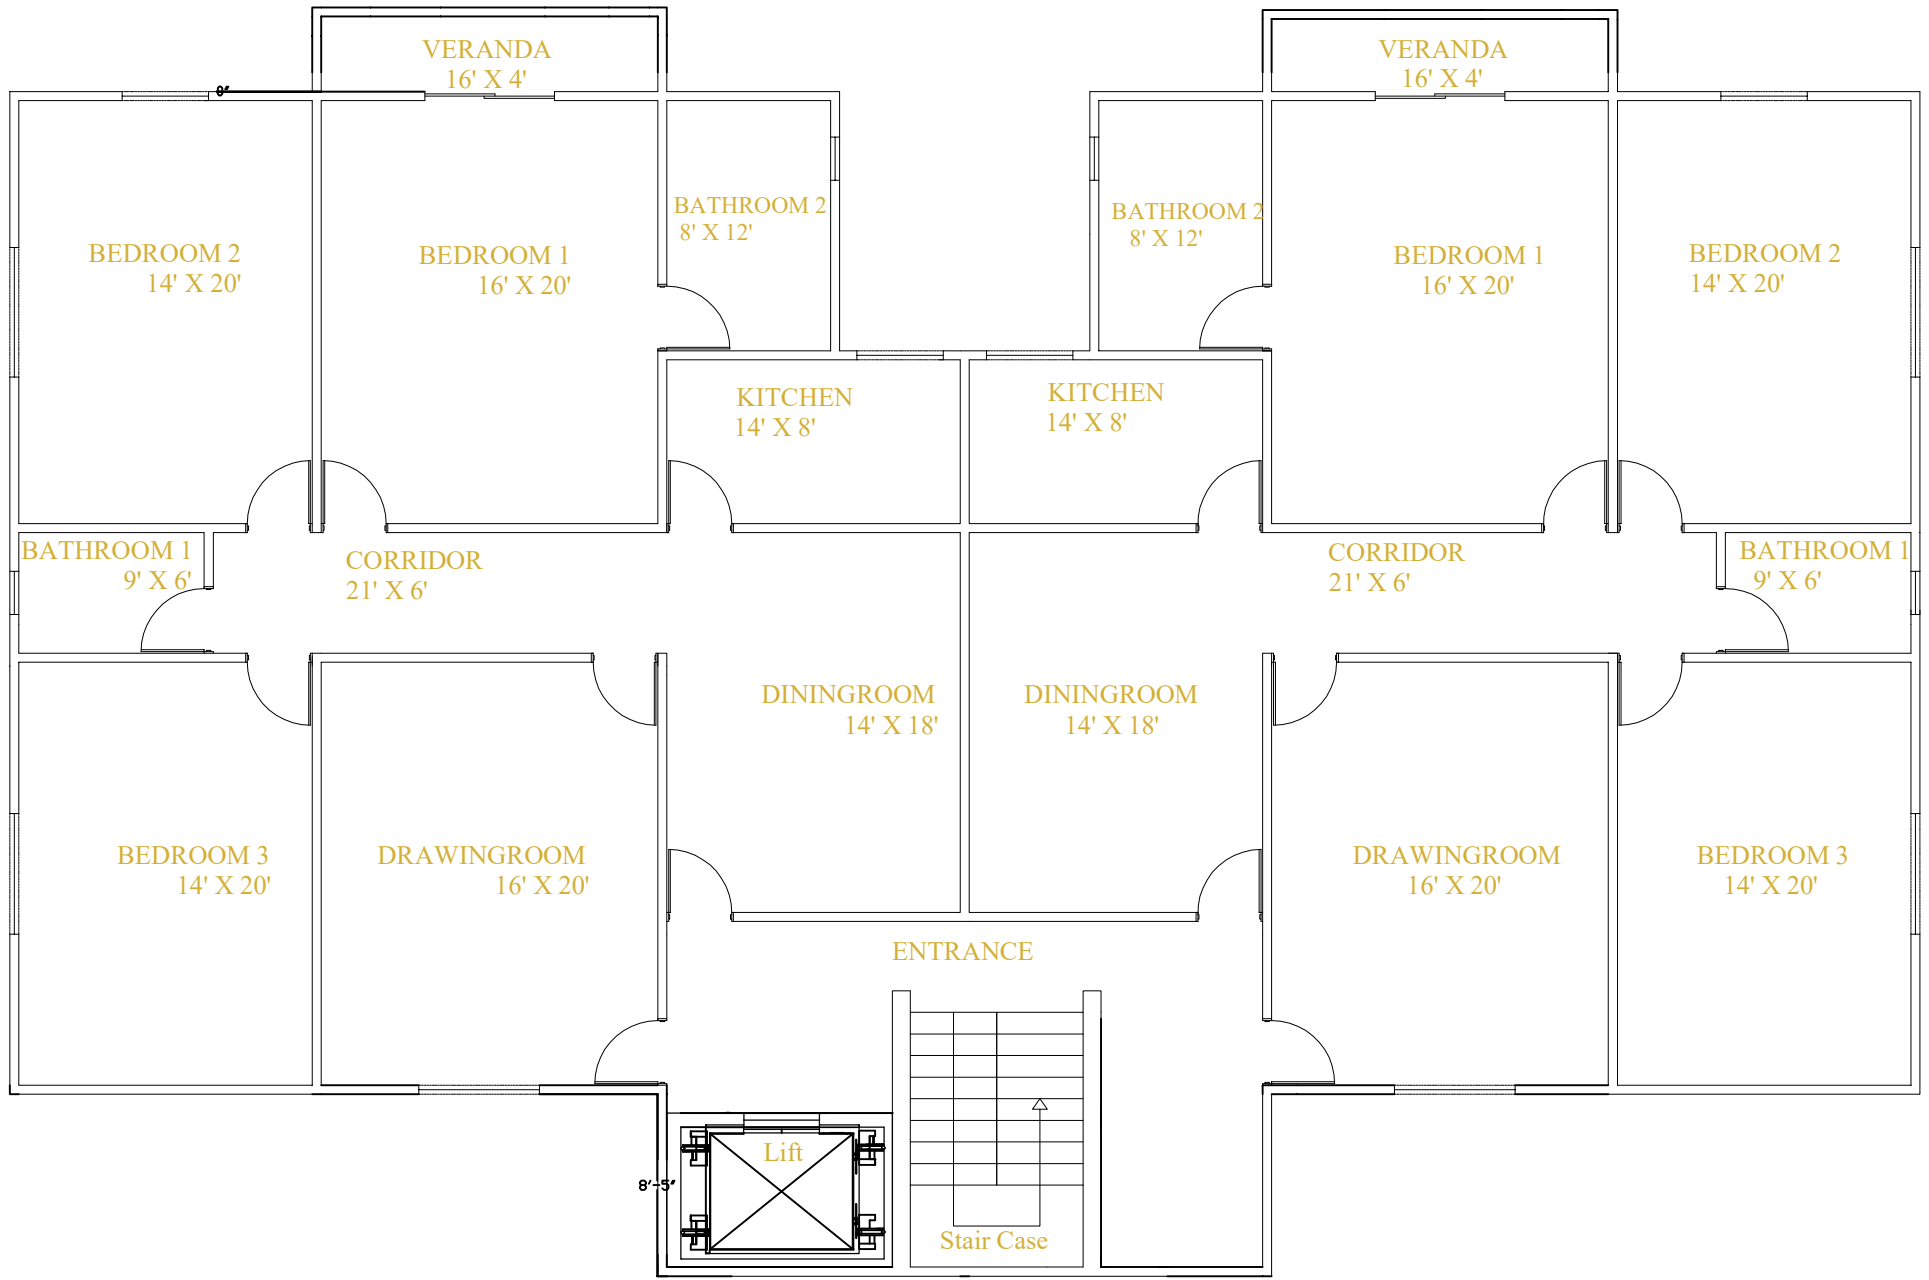 VERANDA
16' X 4'
VERANDA
16' X 4'
0"
BATHROOM 2
8' X 12'
BATHROOM 2
8' X 12'
BEDROOM 2
14' X 20'
BEDROOM 1
16' X 20'
BEDROOM 1
16' X 20'
BEDROOM 2
14' X 20'
KITCHEN
14' X 8'
KITCHEN
14' X 8'
BATHROOM 1
9' X 6'
CORRIDOR
21' X 6'
CORRIDOR
21' X 6'
BATHROOM 1
9' X 6'
DININGROOM
14' X 18'
DININGROOM
14' X 18'
BEDROOM 3
14' X 20'
DRAWINGROOM
16' X 20'
DRAWINGROOM
16' X 20'
BEDROOM 3
14' X 20'
ENTRANCE
Lift
8'-5"
Stair Case